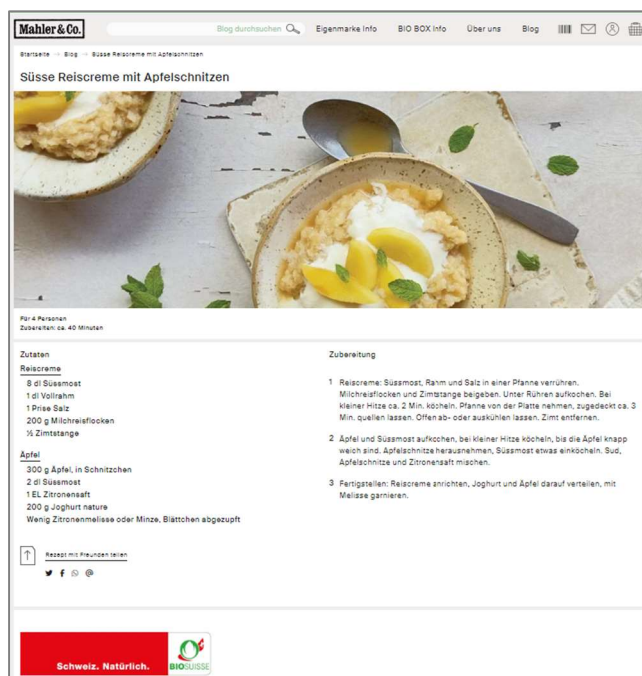 Mahler & Co.
Blog durchsuchen
Eigenmarke Info
BIO BOX Info
Über uns
Blog
Startseite → Blog → Süsse Reiscreme mit Apfelschnitzen
Süsse Reiscreme mit Apfelschnitzen
Für 4 Personen
Zubereiten: ca. 40 Minuten
Zutaten
Reiscreme
8 dl Süssmost
1 dl Vollrahm
1 Prise Salz
200 g Milchreisflocken
½ Zimtstange
Äpfel
300 g Äpfel, in Schnitzchen
2 dl Süssmost
1 EL Zitronensaft
200 g Joghurt nature
Wenig Zitronenmelisse oder Minze, Blättchen abgezupft
Rezept mit Freunden teilen
Zubereitung
1 Reiscreme: Süssmost, Rahm und Salz in einer Pfanne verrühren.
Milchreisflocken und Zimtstange beigeben. Unter Rühren aufkochen. Bei
kleiner Hitze ca. 2 Min. köcheln. Pfanne von der Platte nehmen, zugedeckt ca. 3
Min. quellen lassen. Offen ab- oder auskühlen lassen. Zimt entfernen.
2 Äpfel und Süssmost aufkochen, bei kleiner Hitze köcheln, bis die Äpfel knapp
weich sind. Apfelschnitze herausnehmen, Süssmost etwas einköcheln. Sud,
Apfelschnitze und Zitronensaft mischen.
3 Fertigstellen: Reiscreme anrichten, Joghurt und Äpfel darauf verteilen, mit
Melisse garnieren.
Schweiz. Natürlich.
BIOSUISSE